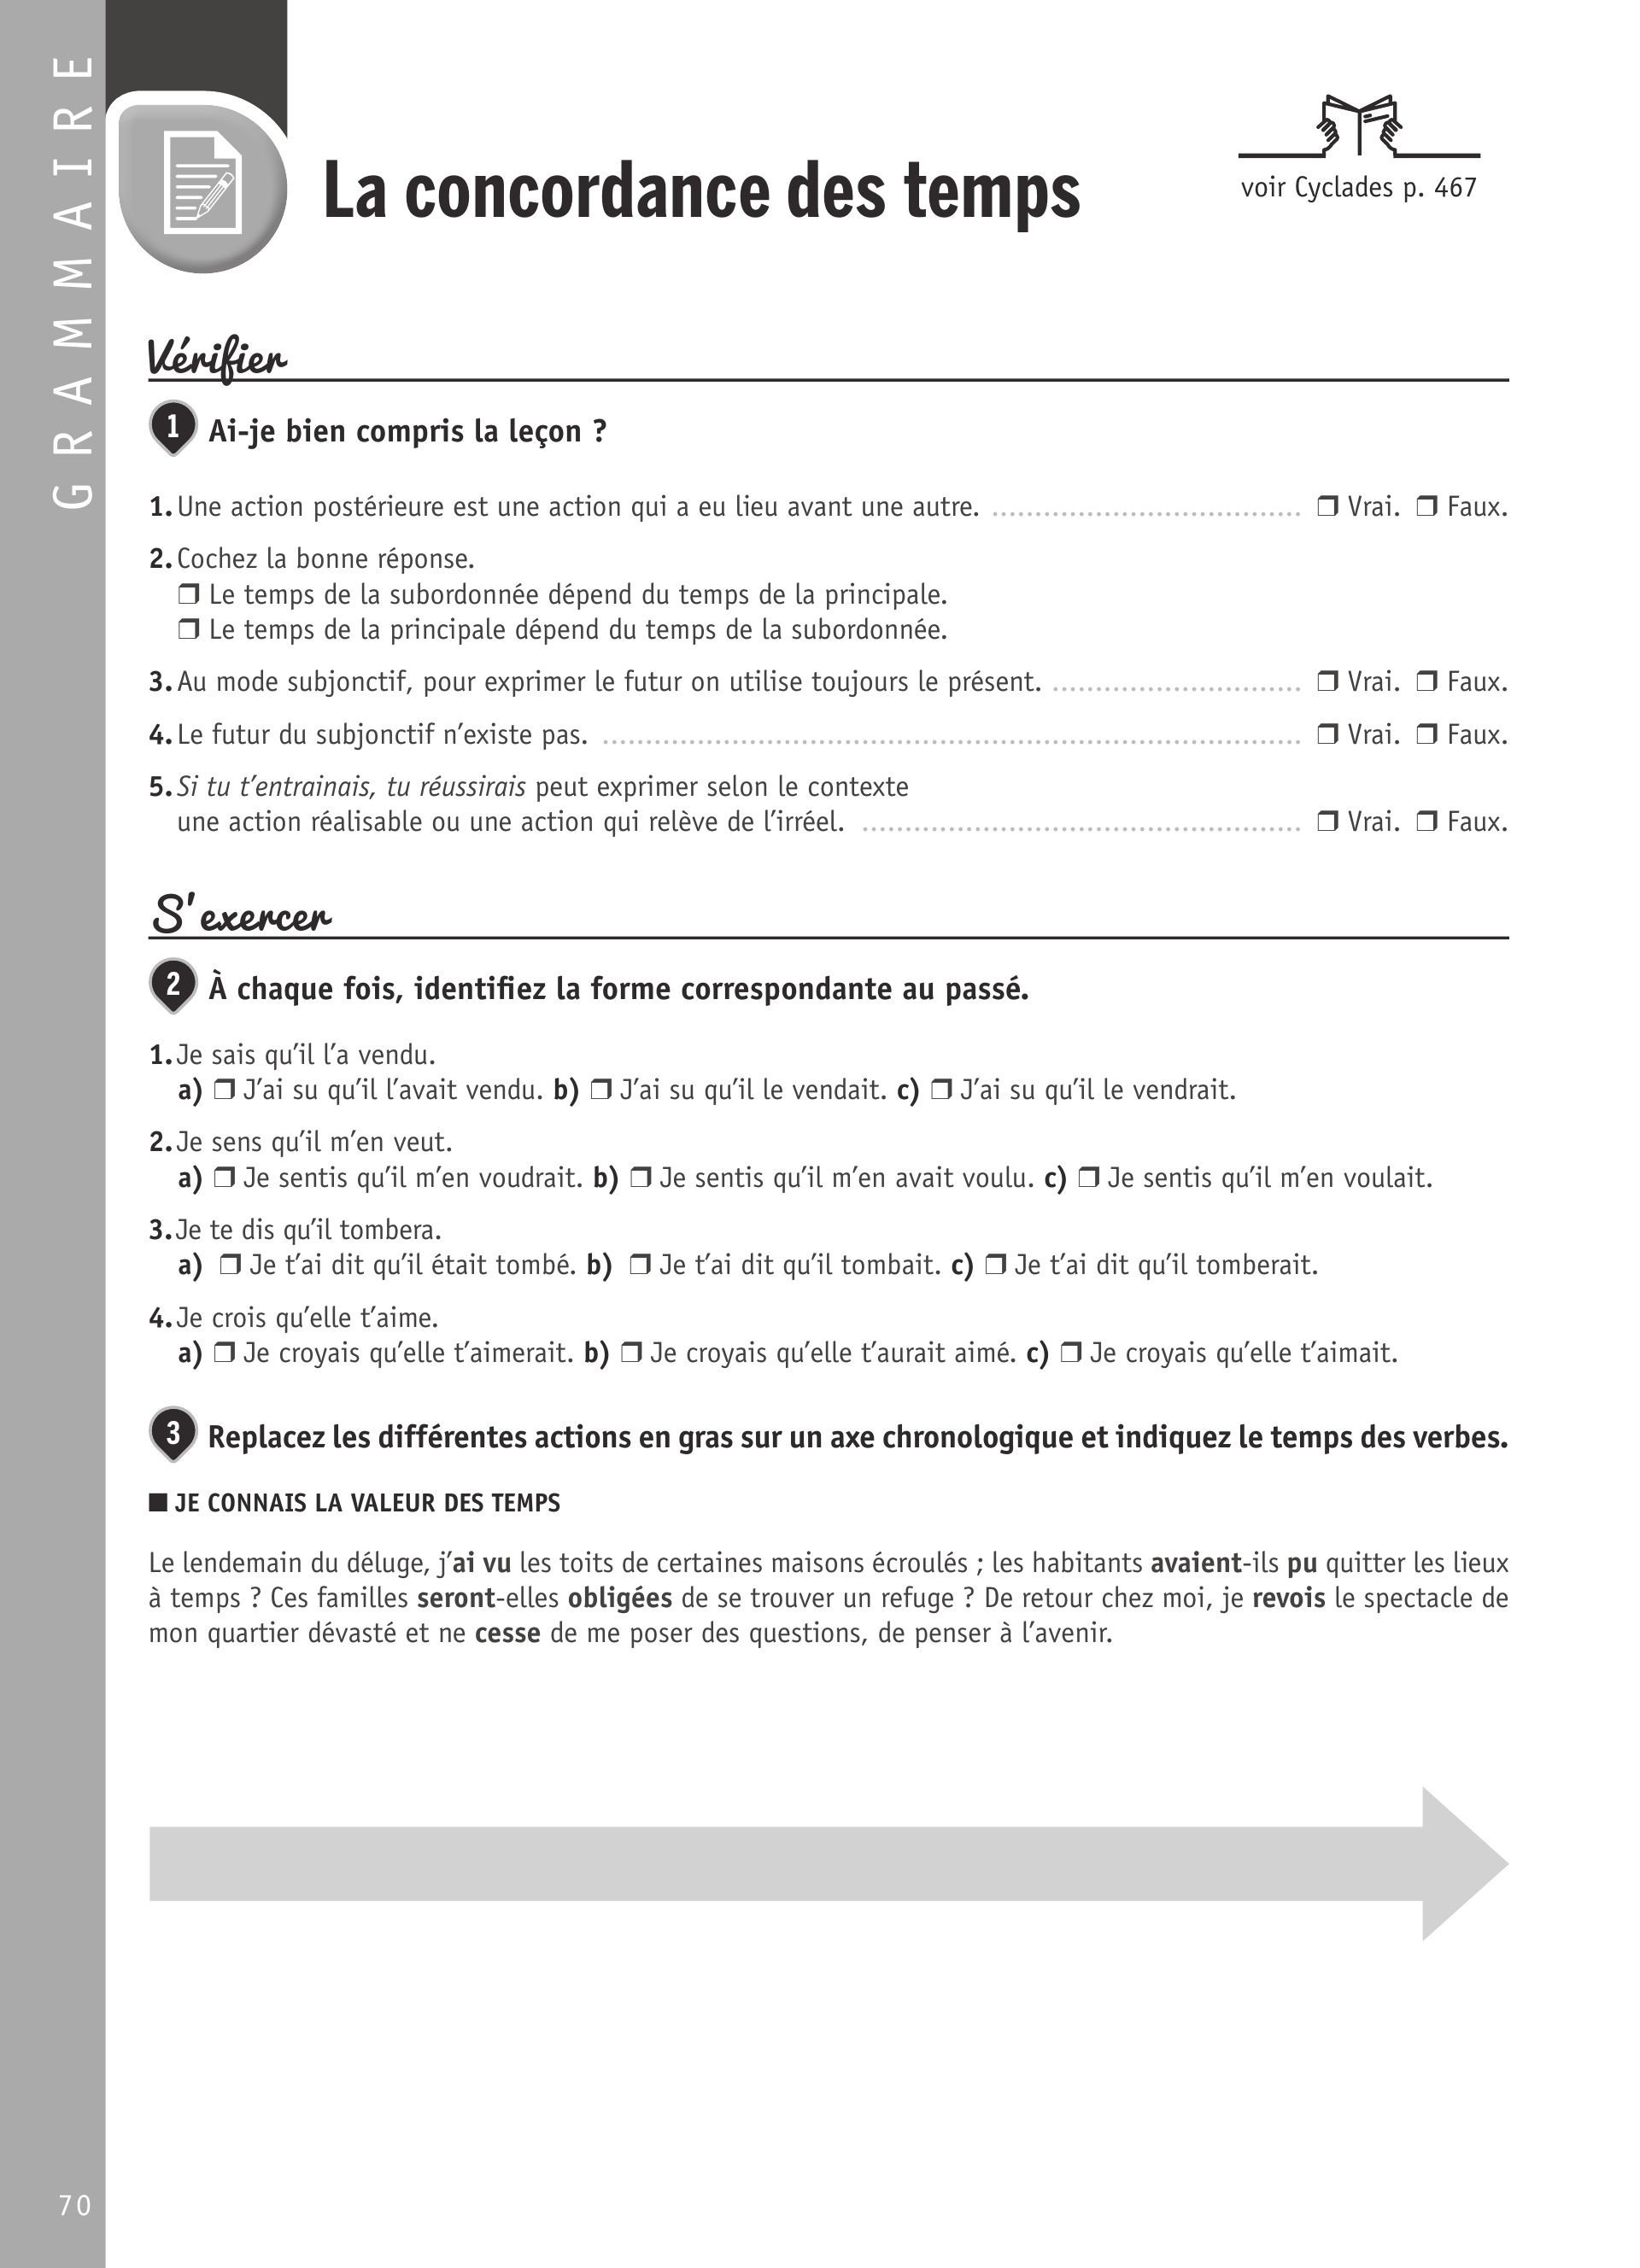 GRAMMAIRE
La concordance des temps
voir Cyclades p. 467
Vérifier
1 Ai-je bien compris la leçon ?
1. Une action postérieure est une action qui a eu lieu avant une autre. .................................... ❒ Vrai. ❒ Faux.
2. Cochez la bonne réponse.
❒ Le temps de la subordonnée dépend du temps de la principale.
❒ Le temps de la principale dépend du temps de la subordonnée.
3. Au mode subjonctif, pour exprimer le futur on utilise toujours le présent. ............................. ❒ Vrai. ❒ Faux.
4. Le futur du subjonctif n’existe pas. .................................................................................. ❒ Vrai. ❒ Faux.
5. Si tu t’entrainais, tu réussirais peut exprimer selon le contexte
une action réalisable ou une action qui relève de l’irréel. ................................................... ❒ Vrai. ❒ Faux.
S’exercer
2 À chaque fois, identifiez la forme correspondante au passé.
1. Je sais qu’il l’a vendu.
a) ❒ J’ai su qu’il l’avait vendu. b) ❒ J’ai su qu’il le vendait. c) ❒ J’ai su qu’il le vendrait.
2. Je sens qu’il m’en veut.
a) ❒ Je sentis qu’il m’en voudrait. b) ❒ Je sentis qu’il m’en avait voulu. c) ❒ Je sentis qu’il m’en voulait.
3. Je te dis qu’il tombera.
a) ❒ Je t’ai dit qu’il était tombé. b) ❒ Je t’ai dit qu’il tombait. c) ❒ Je t’ai dit qu’il tomberait.
4. Je crois qu’elle t’aime.
a) ❒ Je croyais qu’elle t’aimerait. b) ❒ Je croyais qu’elle t’aurait aimé. c) ❒ Je croyais qu’elle t’aimait.
3 Replacez les différentes actions en gras sur un axe chronologique et indiquez le temps des verbes.
■ JE CONNAIS LA VALEUR DES TEMPS
Le lendemain du déluge, j’ai vu les toits de certaines maisons écroulés ; les habitants avaient-ils pu quitter les lieux
à temps ? Ces familles seront-elles obligées de se trouver un refuge ? De retour chez moi, je revois le spectacle de
mon quartier dévasté et ne cesse de me poser des questions, de penser à l’avenir.
70